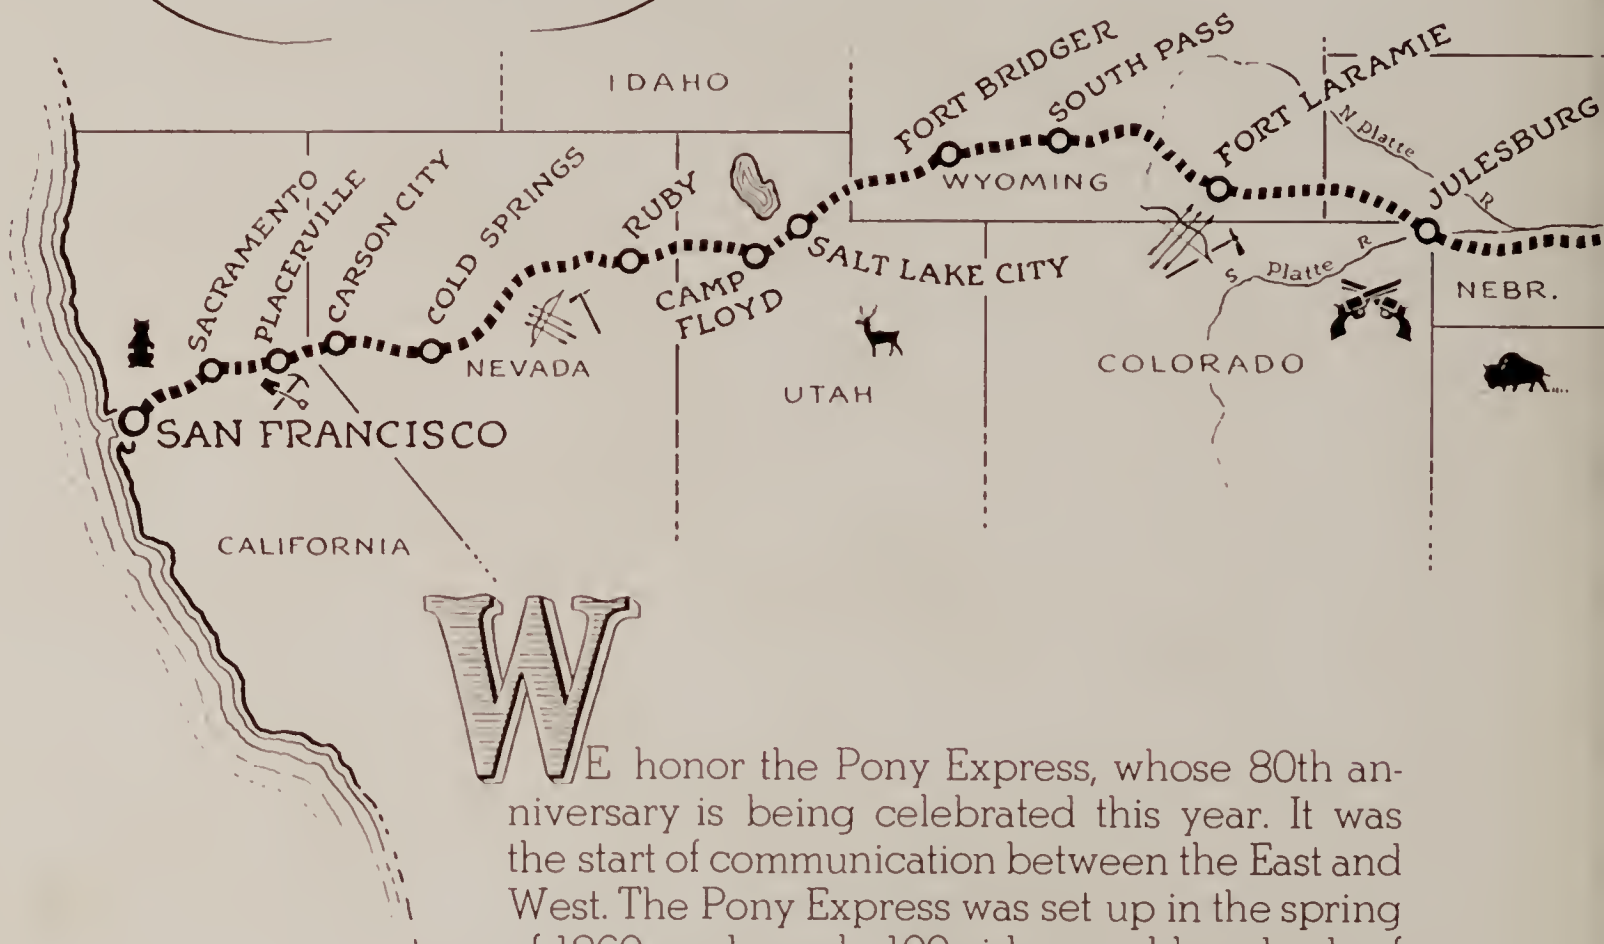 IDAHO
FORT BRIDGER
SOUTH PASS
FORT LARAMIE
N Platte
R
JULESBURG
WYOMING
SACRAMENTO
PLACERVILLE
CARSON CITY
COLD SPRINGS
RUBY
CAMP
FLOYD
SALT LAKE CITY
S Platte R
NEBR.
NEVADA
UTAH
COLORADO
SAN FRANCISCO
CALIFORNIA
WE honor the Pony Express, whose 80th an-
niversary is being celebrated this year. It was
the start of communication between the East and
West. The Pony Express was set up in the spring